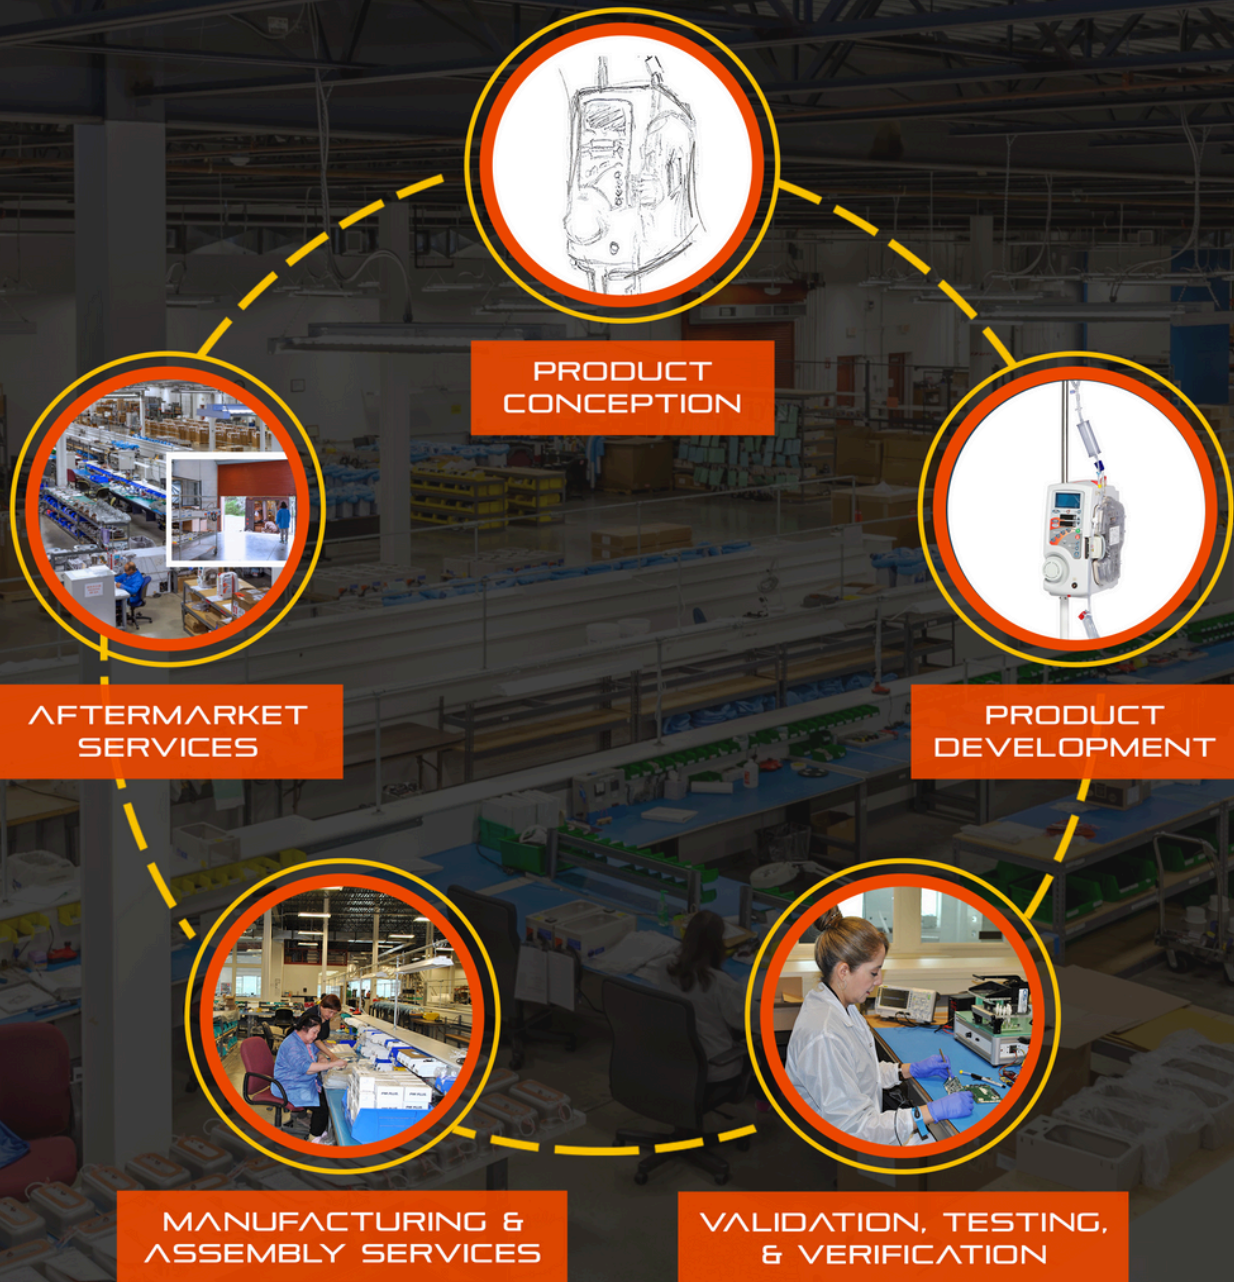 PRODUCT
CONCEPTION
PRODUCT
DEVELOPMENT
AFTERMARKET
SERVICES
MANUFACTURING &
ASSEMBLY SERVICES
VALIDATION, TESTING,
& VERIFICATION